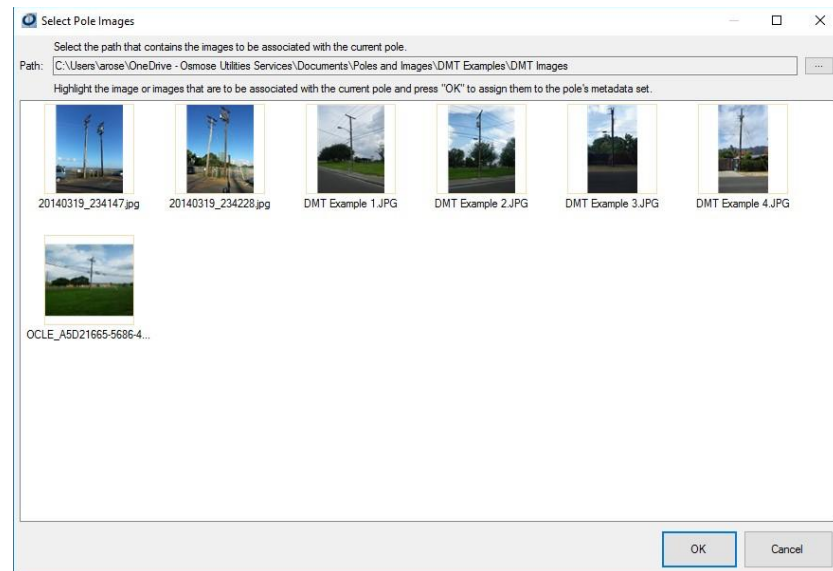 Select Pole Images
Select the path that contains the images to be associated with the current pole.
Path: C:\Users\arose\OneDrive - Osmose Utilities Services\Documents\Poles and Images\DMT Examples\DMT Images ...
Highlight the image or images that are to be associated with the current pole and press "OK" to assign them to the pole's metadata set.
20140319_234147.jpg 20140319_234228.jpg DMT Example 1.JPG DMT Example 2.JPG DMT Example 3.JPG DMT Example 4.JPG
OCLE_A5D21665-5686-4...
OK Cancel